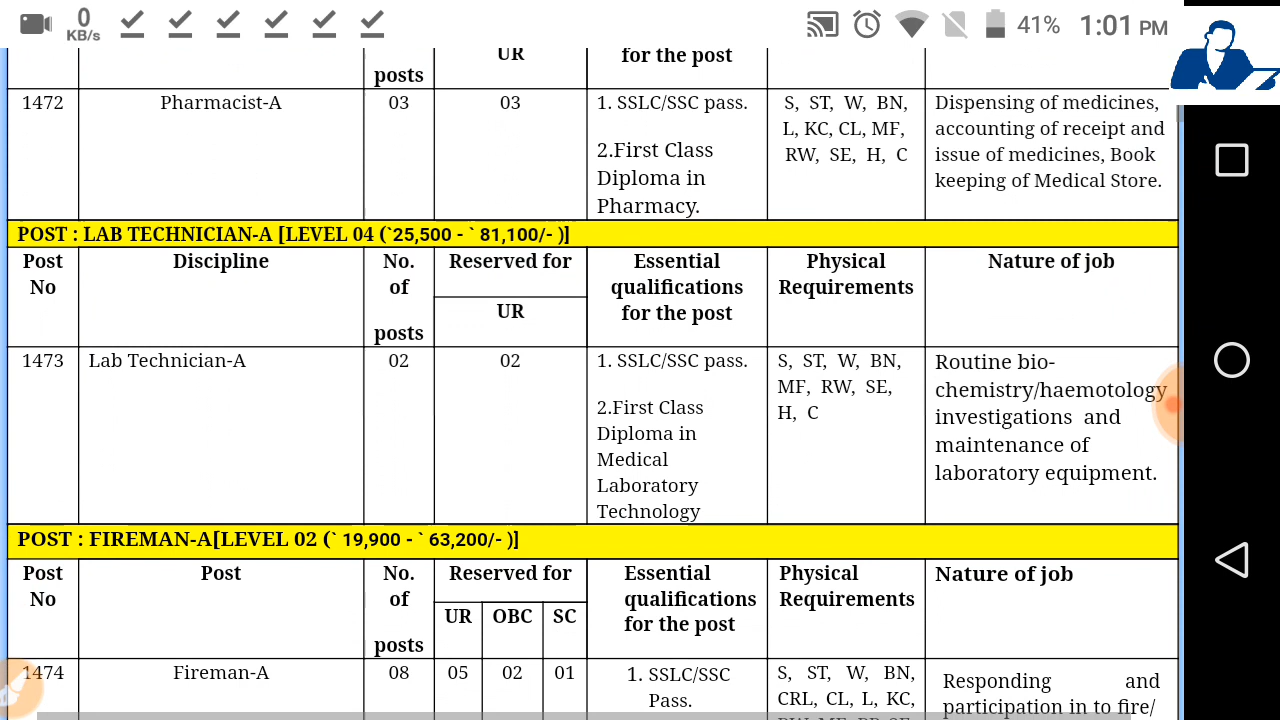 0
KB/s
41%
1:01 PM
posts
UR
for the post
1472
Pharmacist-A
03
03
1. SSLC/SSC pass.
2.First Class
Diploma in
Pharmacy.
S, ST, W, BN,
L, KC, CL, MF,
RW, SE, H, C
Dispensing of medicines,
accounting of receipt and
issue of medicines, Book
keeping of Medical Store.
POST : LAB TECHNICIAN-A [LEVEL 04 (`25,500 - ` 81,100/- )]
Post
No
Discipline
No.
of
posts
Reserved for
UR
Essential
qualifications
for the post
Physical
Requirements
Nature of job
1473
Lab Technician-A
02
02
1. SSLC/SSC pass.
2.First Class
Diploma in
Medical
Laboratory
Technology
S, ST, W, BN,
MF, RW, SE,
H, C
Routine bio-
chemistry/haemotology
investigations and
maintenance of
laboratory equipment.
POST : FIREMAN-A[LEVEL 02 (` 19,900 - ` 63,200/- )]
Post
No
Post
No.
of
posts
Reserved for
UR
OBC
SC
Essential
qualifications
for the post
Physical
Requirements
Nature of job
1474
Fireman-A
08
05
02
01
1. SSLC/SSC
Pass.
S, ST, W, BN,
CRL, CL, L, KC,
Responding and
participation in to fire/